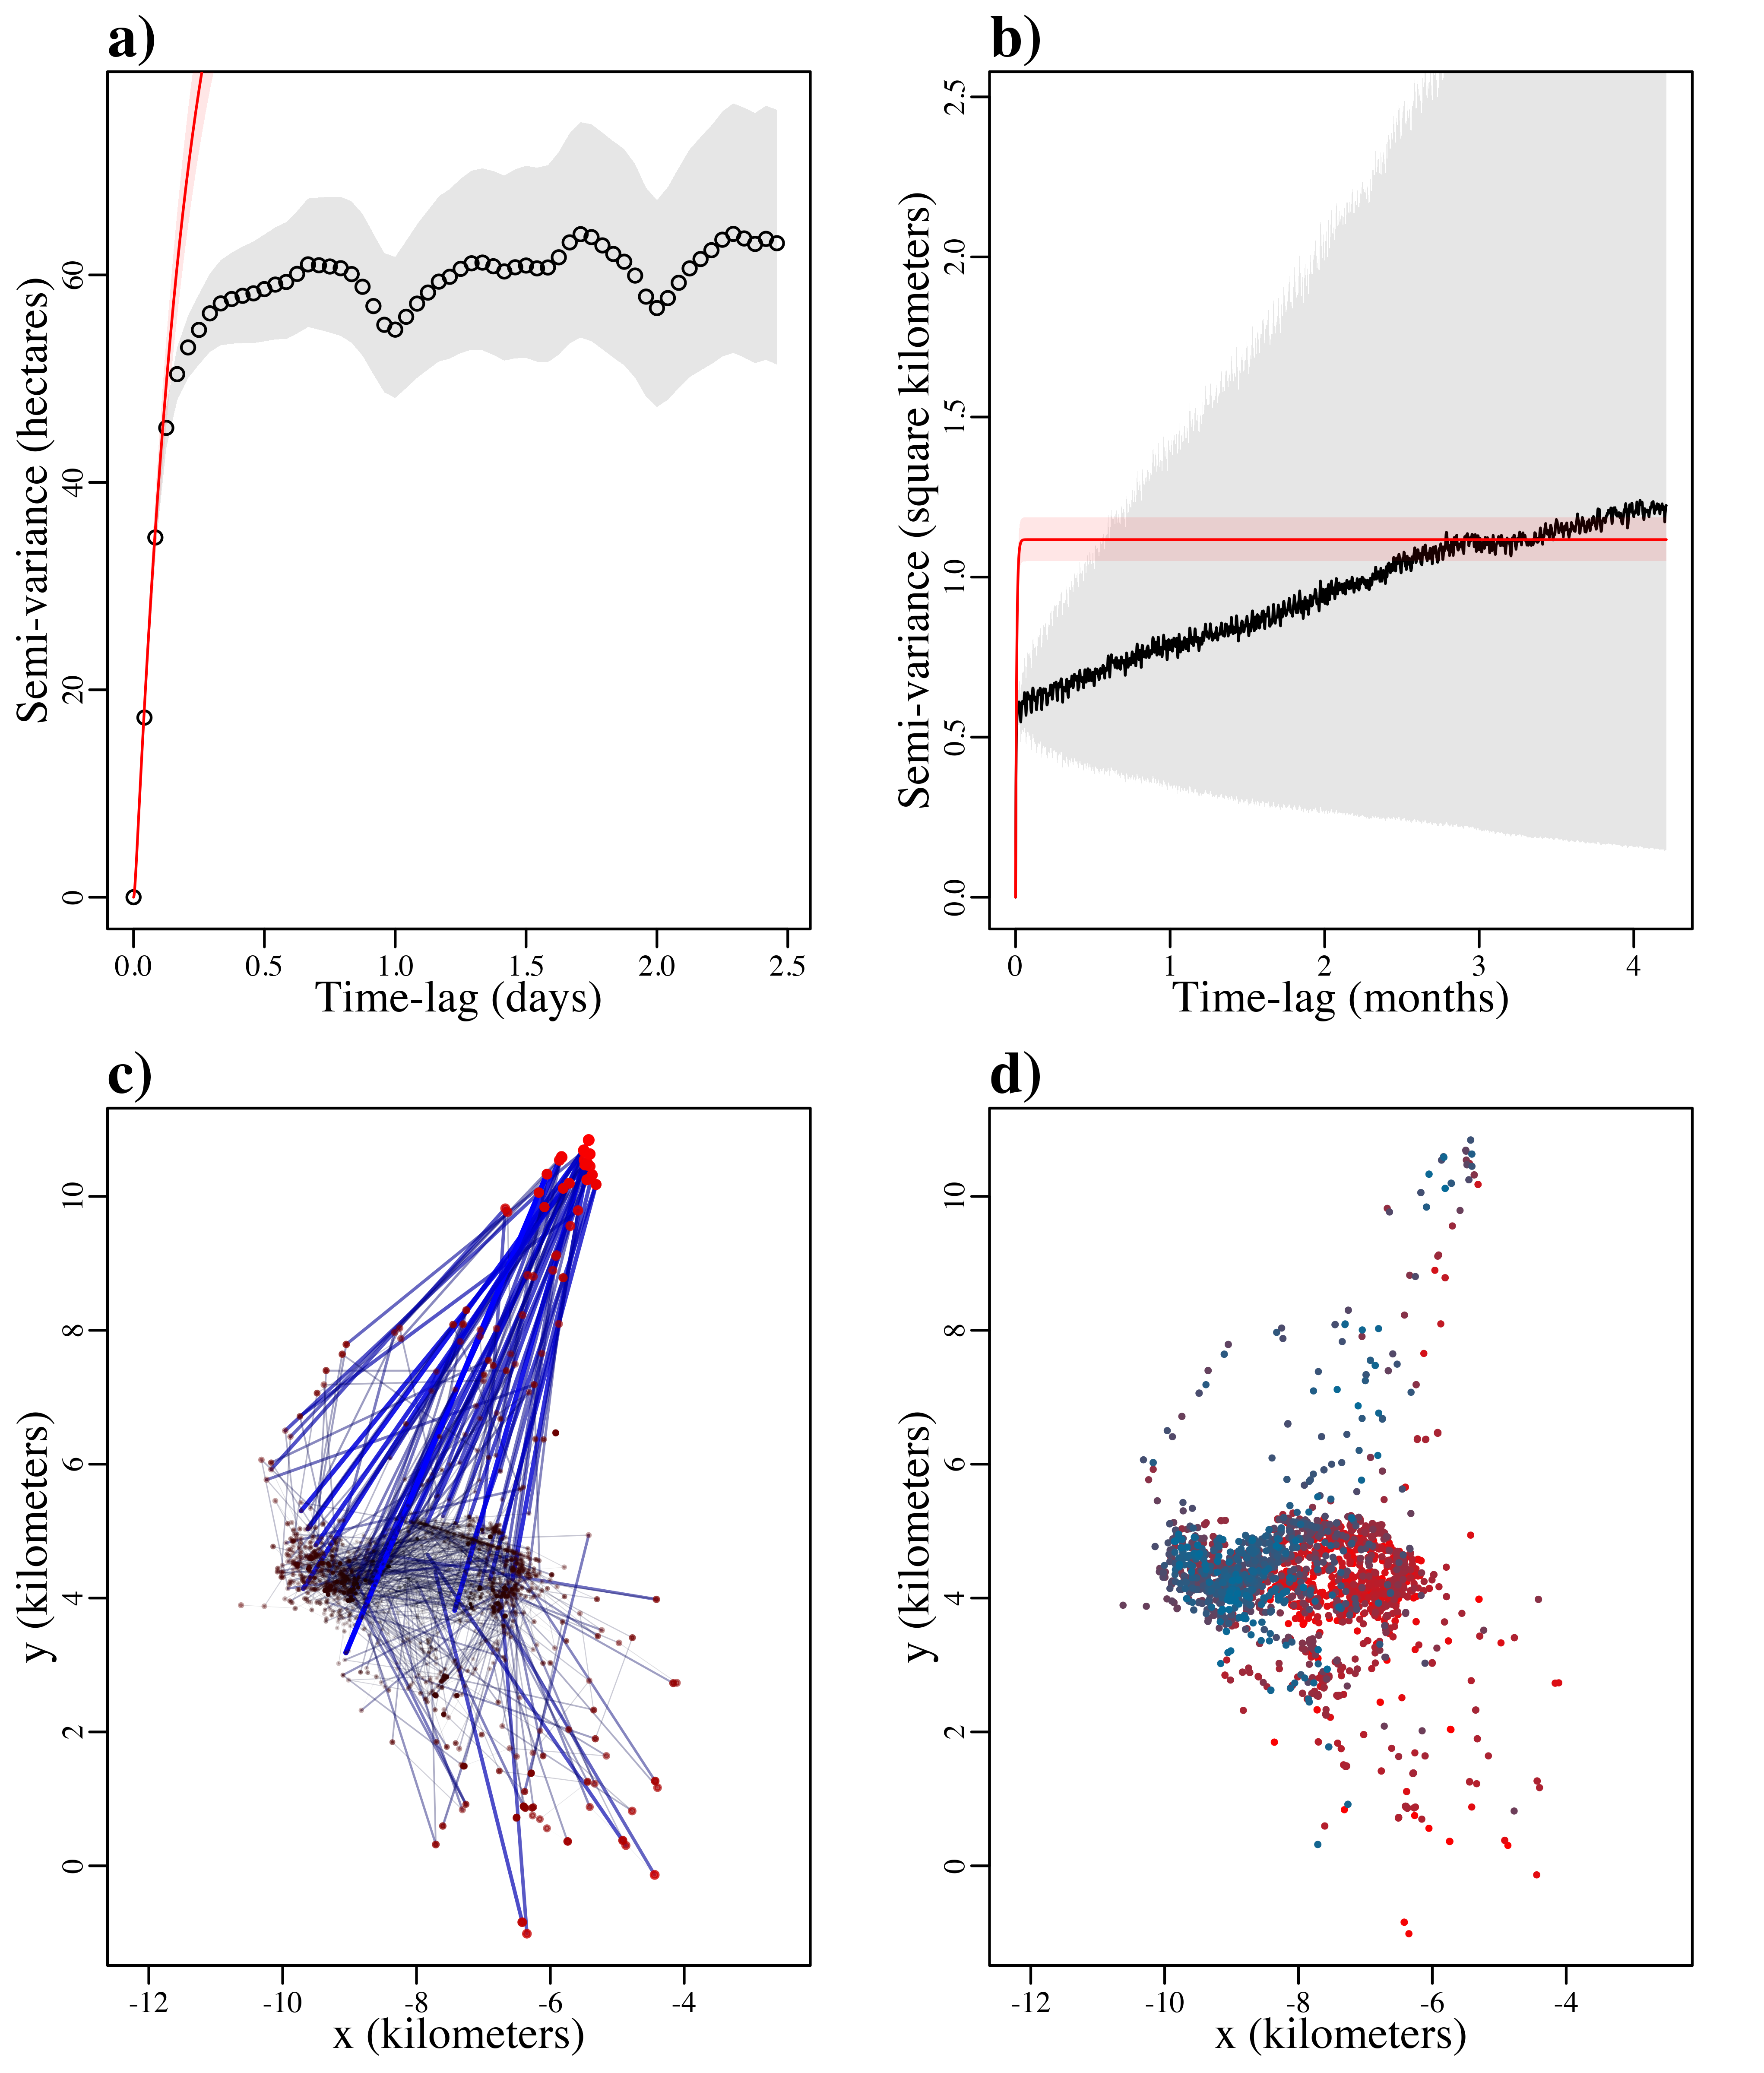 a)
Semi-variance (hectares)
0 20 40 60
0.0 0.5 1.0 1.5 2.0 2.5
Time-lag (days)
b)
Semi-variance (square kilometers)
0.0 0.5 1.0 1.5 2.0 2.5
0 1 2 3 4
Time-lag (months)
c)
y (kilometers)
0 2 4 6 8 10
-12 -10 -8 -6 -4
x (kilometers)
d)
y (kilometers)
0 2 4 6 8 10
-12 -10 -8 -6 -4
x (kilometers)